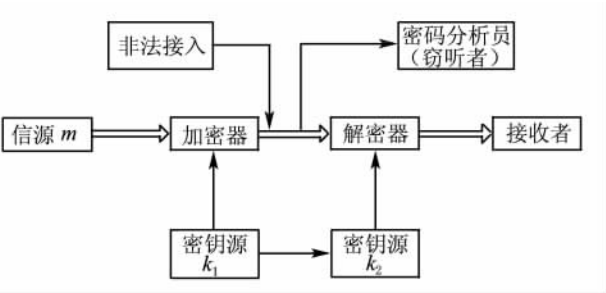 非法接入
密码分析员
(窃听者)
信源 m
加密器
解密器
接收者
密钥源
k₁
密钥源
k₂